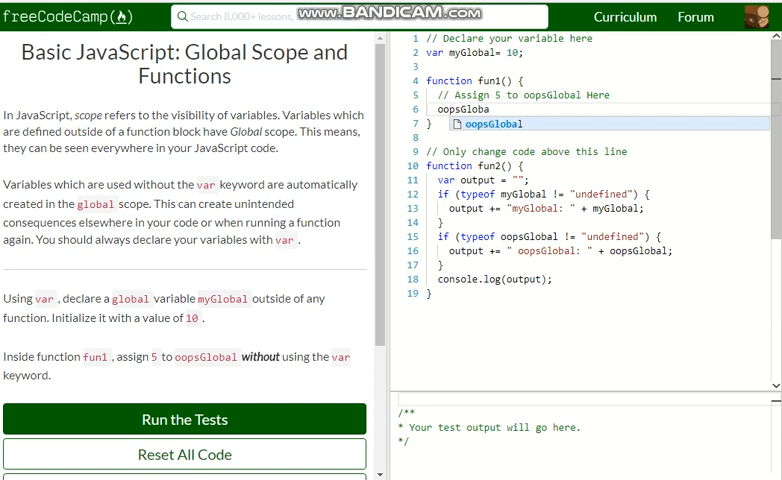 freeCodeCamp
Search 8,000+ lessons,
www.BANDICAM.com
Curriculum
Forum
Basic JavaScript: Global Scope and
Functions
In JavaScript, scope refers to the visibility of variables. Variables which
are defined outside of a function block have Global scope. This means,
they can be seen everywhere in your JavaScript code.
Variables which are used without the var keyword are automatically
created in the global scope. This can create unintended
consequences elsewhere in your code or when running a function
again. You should always declare your variables with var .
Using var , declare a global variable myGlobal outside of any
function. Initialize it with a value of 10 .
Inside function fun1 , assign 5 to oopsGlobal without using the var
keyword.
Run the Tests
Reset All Code
1 // Declare your variable here
2 var myGlobal= 10;
3
4 function fun1() {
5 // Assign 5 to oopsGlobal Here
6 oopsGloba
7 }
oopsGlobal
8
9 // Only change code above this line
10 function fun2() {
11 var output = "";
12 if (typeof myGlobal != "undefined") {
13 output += "myGlobal: " + myGlobal;
14 }
15 if (typeof oopsGlobal != "undefined") {
16 output += " oopsGlobal: " + oopsGlobal;
17 }
18 console.log(output);
19 }
/**
* Your test output will go here.
*/